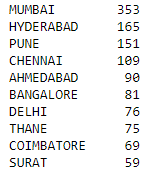 MUMBAI 353
HYDERABAD 165
PUNE 151
CHENNAI 109
AHMEDABAD 90
BANGALORE 81
DELHI 76
THANE 75
COIMBATORE 69
SURAT 59